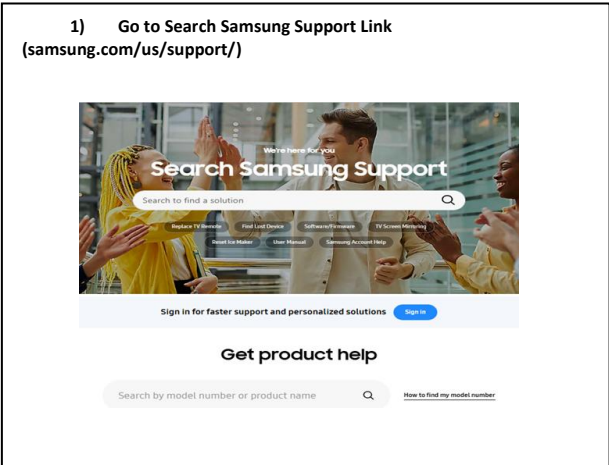 1) Go to Search Samsung Support Link
(samsung.com/us/support/)
We're here for you
Search Samsung Support
Search to find a solution
Replace TV Remote Find Lost Device Software/Firmware TV Screen Mirroring
Reset Ice Maker User Manual Samsung Account Help
Sign in for faster support and personalized solutions Sign in
Get product help
Search by model number or product name How to find my model number